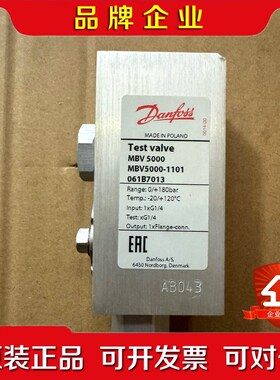 品牌企业
Danfoss
MADE IN POLAND
Test valve
MBV 5000
MBV5000-1101
061B7013
Range: 0/+180bar
Temp.: -20/+120°C
Input: 1xG1/4
Test: xG1/4
Output: 1xFlange-conn.
EAC
Danfoss A/S,
6430 Nordborg, Denmark
AB043
原装正品 可开发票 可对